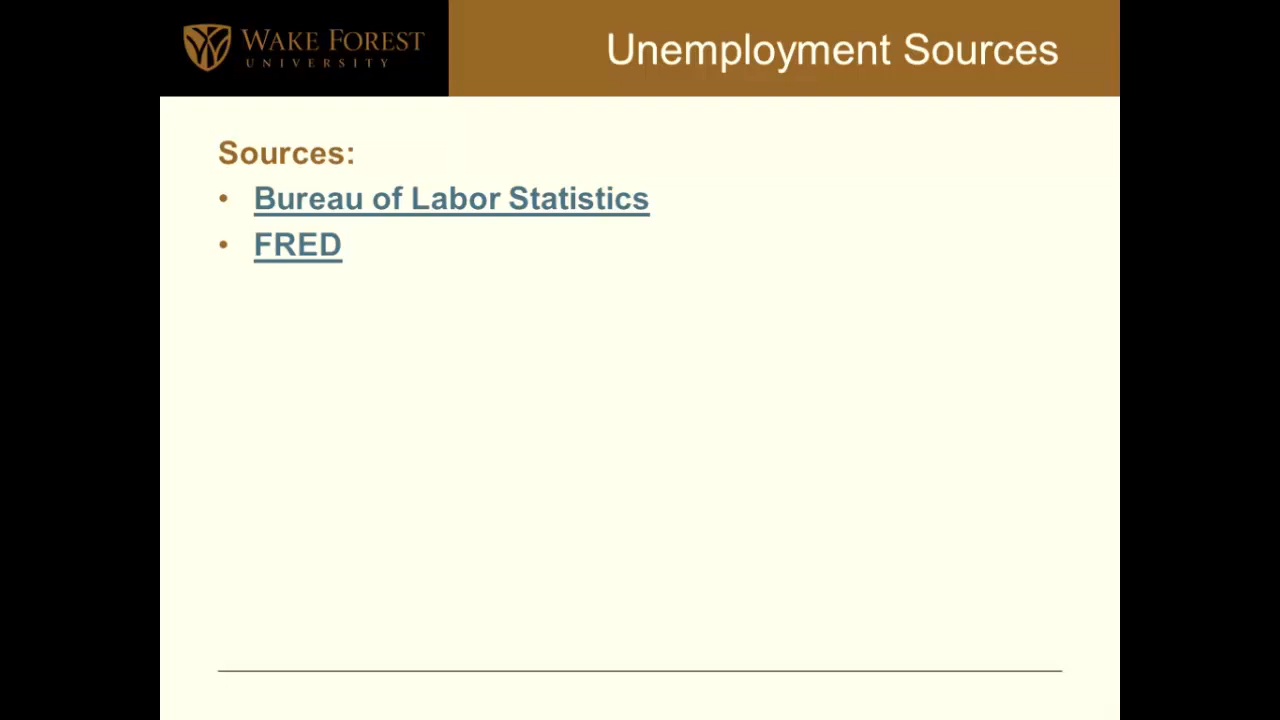 WAKE FOREST
UNIVERSITY
Unemployment Sources
Sources:
• Bureau of Labor Statistics
• FRED